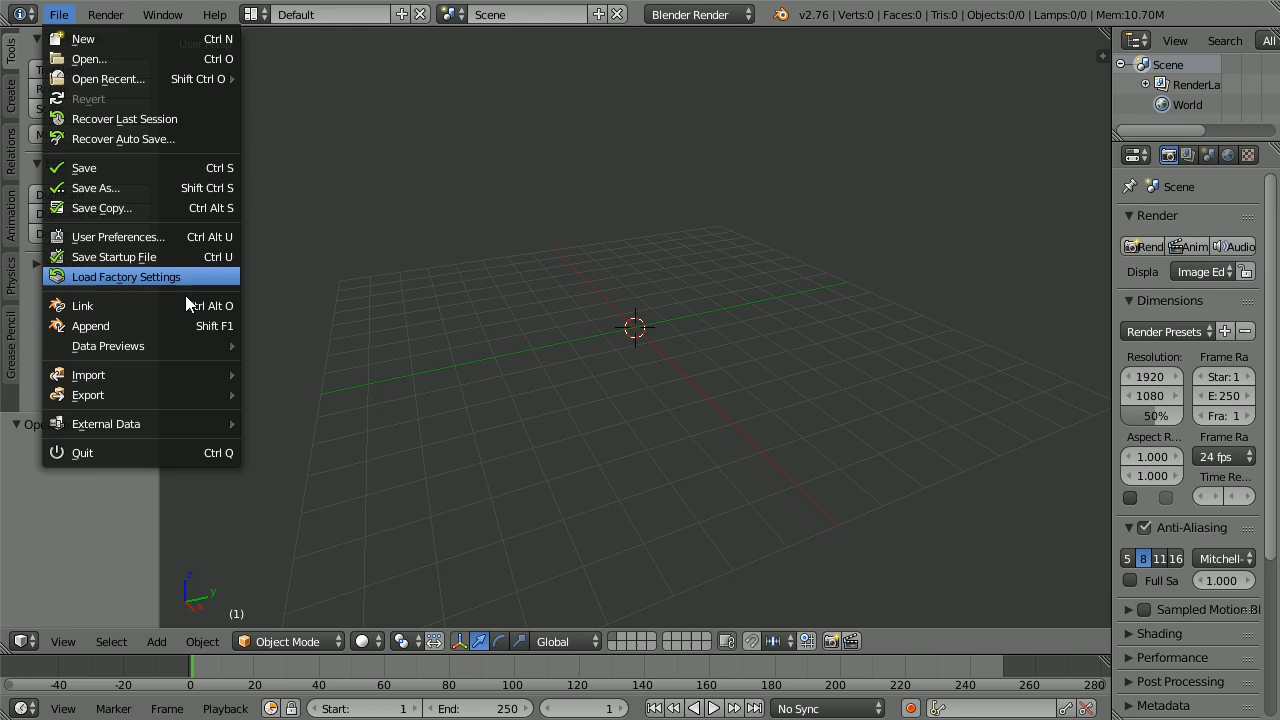 File Render Window Help Default Scene Blender Render v2.76 | Verts:0 | Faces:0 | Tris:0 | Objects:0/0 | Lamps:0/0 | Mem:10.70M
New Ctrl N
Open... Ctrl O
Open Recent... Shift Ctrl O
Revert
Recover Last Session
Recover Auto Save...
Save Ctrl S
Save As... Shift Ctrl S
Save Copy... Ctrl Alt S
User Preferences... Ctrl Alt U
Save Startup File Ctrl U
Load Factory Settings
Link Ctrl Alt O
Append Shift F1
Data Previews
Import
Export
External Data
Quit Ctrl Q
Tools
Create
Relations
Animation
Physics
Grease Pencil
z
y
x
(1)
View Search All
Scene
RenderLa
World
Scene
Render
Rend Anim Audio
Displa Image Ed
Dimensions
Render Presets
Resolution: Frame Ra
1920 Star: 1
1080 E: 250
50% Fra: 1
Aspect R... Frame Ra
1.000 24 fps
1.000 Time Re...
Anti-Aliasing
5 8 11 16 Mitchell-
Full Sa 1.000
Sampled Motion Bl
Shading
Performance
Post Processing
Metadata
View Select Add Object Object Mode Global
-40 -20 0 20 40 60 80 100 120 140 160 180 200 220 240 260 280
View Marker Frame Playback Start: 1 End: 250 1 No Sync